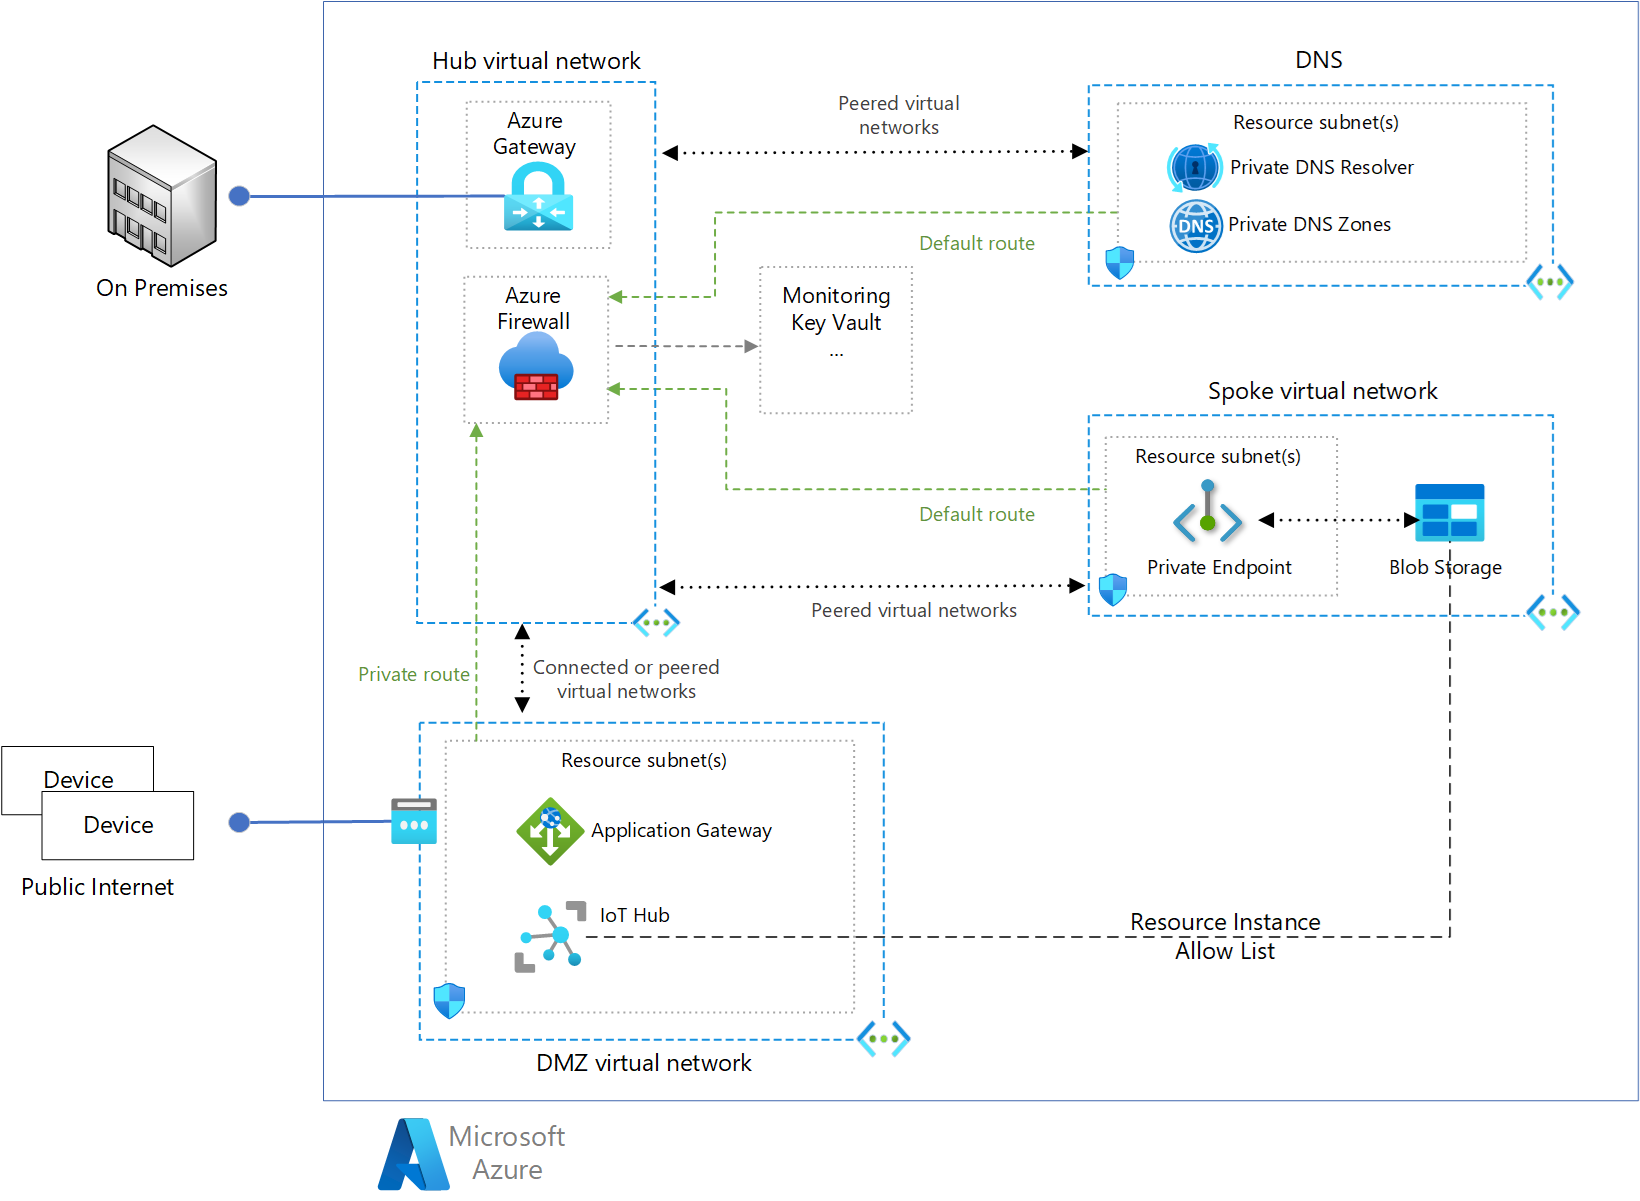 Hub virtual network
DNS
Azure
Gateway
Peered virtual
networks
Resource subnet(s)
Private DNS Resolver
Private DNS Zones
DNS
Default route
On Premises
Azure
Firewall
Monitoring
Key Vault
...
Spoke virtual network
Resource subnet(s)
Default route
Private Endpoint
Blob Storage
Peered virtual networks
Private route
Connected or peered
virtual networks
Resource subnet(s)
Device
Device
Public Internet
Application Gateway
IoT Hub
Resource Instance
Allow List
DMZ virtual network
Microsoft
Azure